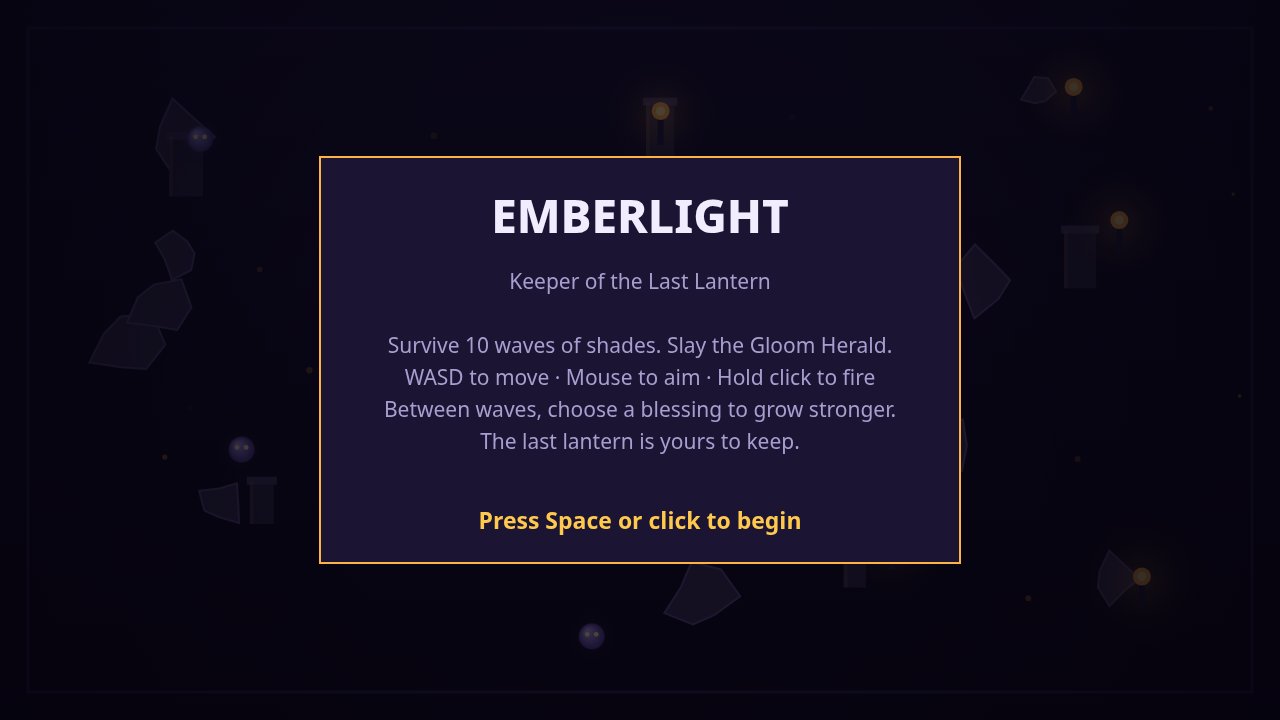 EMBERLIGHT
Keeper of the Last Lantern
Survive 10 waves of shades. Slay the Gloom Herald.
WASD to move · Mouse to aim · Hold click to fire
Between waves, choose a blessing to grow stronger.
The last lantern is yours to keep.
Press Space or click to begin